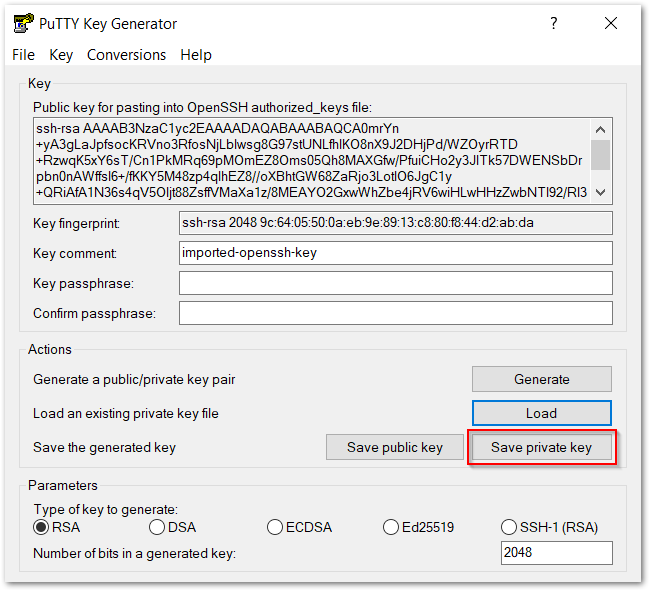 PuTTY Key Generator
?
File Key Conversions Help
Key
Public key for pasting into OpenSSH authorized_keys file:
ssh-rsa AAAAB3NzaC1yc2EAAAADAQABAAABAQCA0mrYn
+yA3gLaJpfsocKRVno3RfosNjLblwsg8G97stUNLfhlKO8nX9J2DHjPd/WZOyrRTD
+RzwqK5xY6sT/Cn1PkMRq69pMOmEZ8Oms05Qh8MAXGfw/PfuiCHo2y3JITk57DWENSbDr
pbn0nAWffsl6+/fKKY5M48zp4qlhEZ8//oXBhtGW68ZaRjo3LotlO6JgC1y
+QRiAfA1N36s4qV5Oljt88ZsffVMaXa1z/8MEAYO2GxwWhZbe4jRV6wiHLwHHzZwbNTl92/Rl3
Key fingerprint:
ssh-rsa 2048 9c:64:05:50:0a:eb:9e:89:13:c8:80:f8:44:d2:ab:da
Key comment:
imported-openssh-key
Key passphrase:
Confirm passphrase:
Actions
Generate a public/private key pair
Generate
Load an existing private key file
Load
Save the generated key
Save public key
Save private key
Parameters
Type of key to generate:
RSA DSA ECDSA Ed25519 SSH-1 (RSA)
Number of bits in a generated key:
2048